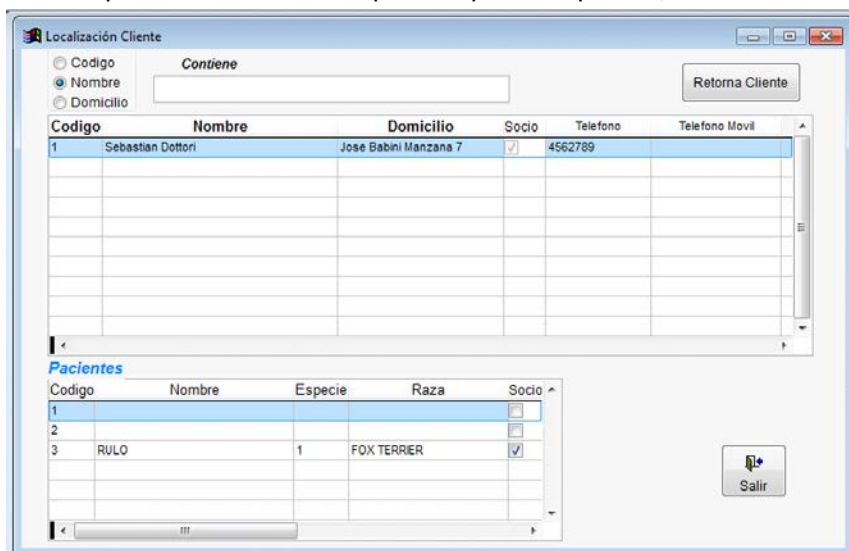 Localización Cliente
Codigo
Nombre
Domicilio
Contiene
Retorna Cliente
Codigo Nombre Domicilio Socio Telefono Telefono Movil
1 Sebastian Dottori Jose Babini Manzana 7 4562789
Pacientes
Codigo Nombre Especie Raza Socio
1
2
3 RULO 1 FOX TERRIER
Salir